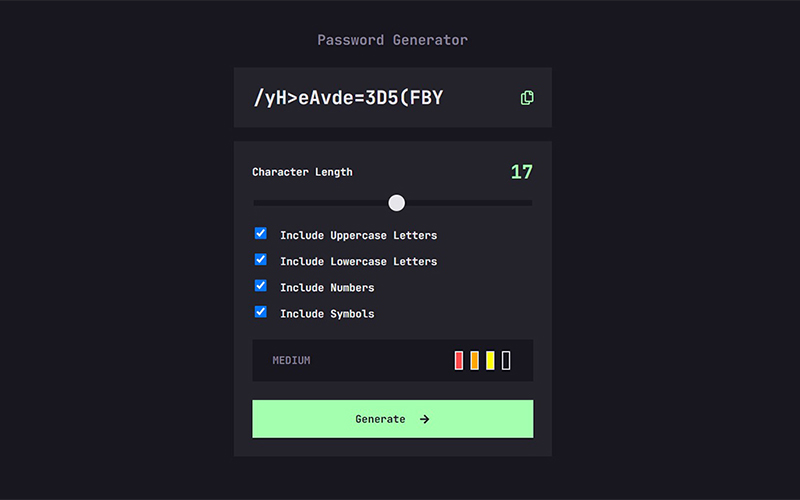 Password Generator
/yH>eAvde=3D5(FBY
Character Length 17
Include Uppercase Letters
Include Lowercase Letters
Include Numbers
Include Symbols
MEDIUM
Generate →